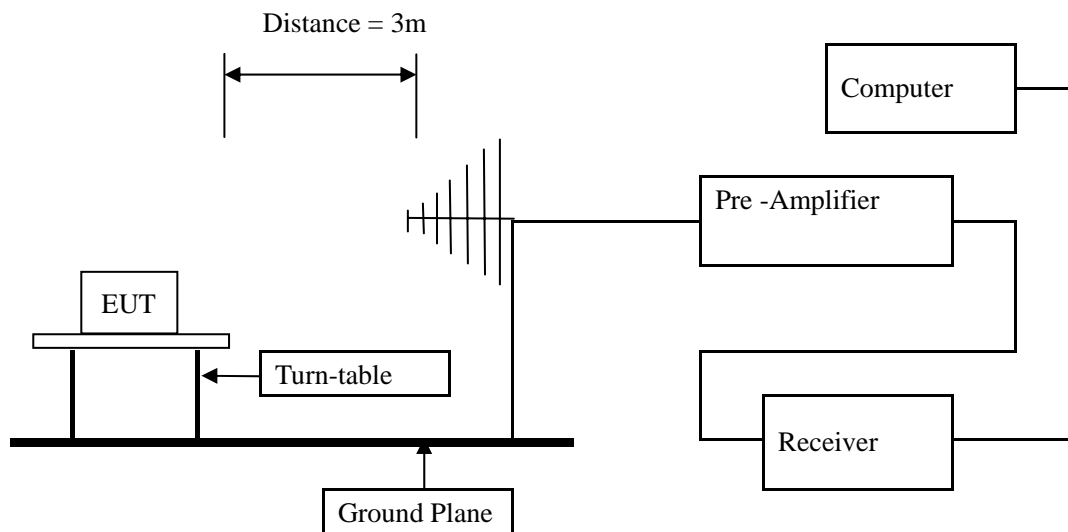 Distance = 3m
Computer
Pre -Amplifier
EUT
Turn-table
Receiver
Ground Plane